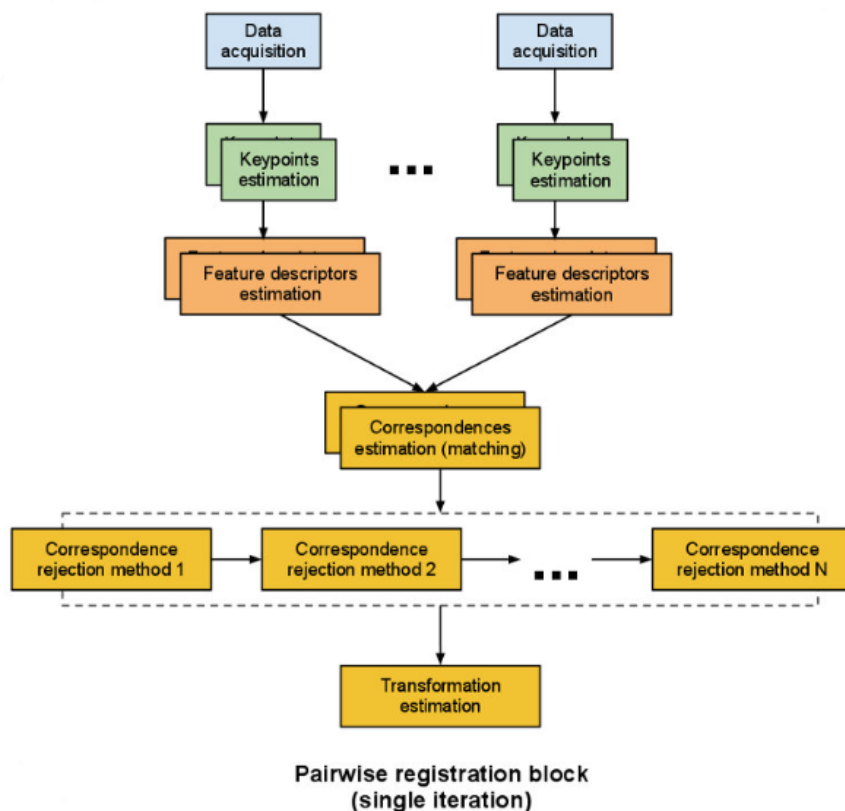 Data
acquisition
Data
acquisition
Keypoints
estimation
Keypoints
estimation
Feature descriptors
estimation
Feature descriptors
estimation
Correspondences
estimation (matching)
Correspondence
rejection method 1
Correspondence
rejection method 2
Correspondence
rejection method N
Transformation
estimation
Pairwise registration block
(single iteration)